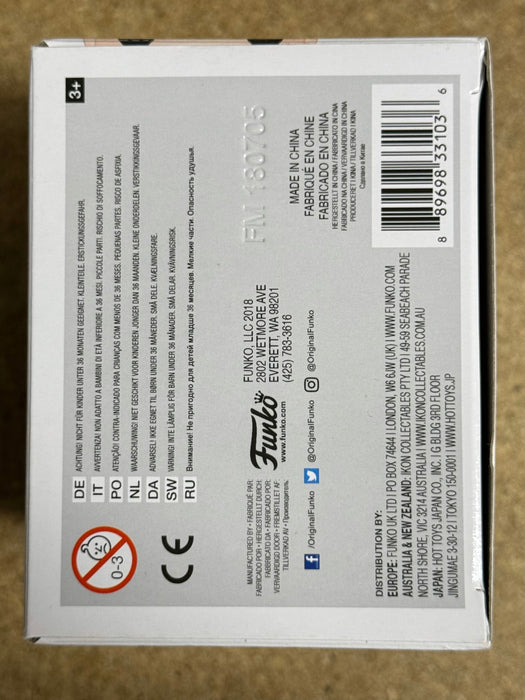 3+
DE ACHTUNG! NICHT FÜR KINDER UNTER 36 MONATEN GEEIGNET. KLEINTEILE. ERSTICKUNGSGEFAHR.
IT AVVERTENZA! NON ADATTO A BAMBINI DI ETÀ INFERIORE A 36 MESI. PICCOLE PARTI. RISCHIO DI SOFFOCAMENTO.
PO ATENÇÃO! CONTRA-INDICADO PARA CRIANÇAS COM MENOS DE 36 MESES. PEQUENAS PARTES. RISCO DE ASFIXIA.
NL WAARSCHUWING! NIET GESCHIKT VOOR KINDEREN JONGER DAN 36 MAANDEN. KLEINE ONDERDELEN. VERSTIKKINGSGEVAAR.
DA ADVARSEL! IKKE EGNET TIL BØRN UNDER 36 MÅNEDER. SMÅ DELE. KVÆLNINGSFARE.
SW VARNING! INTE LÄMPLIG FÖR BARN UNDER 36 MÅNADER. SMÅ DELAR. KVÄVNINGSRISK.
RU Внимание! Не пригодно для детей младше 36 месяцев. Мелкие части. Опасность удушья.
0-3
CE
MANUFACTURED BY • FABRIQUÉ PAR:
FABRICADO POR • HERGESTELLT DURCH:
FABBRICATO DA • FABRICADO POR:
VERVAARDIGD DOOR • FREMSTILLET AF:
TILLVERKAD AV • Производитель:
Funko
www.funko.com
FUNKO, LLC 2018
2802 WETMORE AVE
EVERETT, WA 98201
(425) 783-3616
FM 180705
/OriginalFunko
@OriginalFunko
@OriginalFunko
MADE IN CHINA
FABRIQUÉ EN CHINE
FABRICADO EN CHINA
HERGESTELLT IN CHINA / FABBRICATO IN CINA
FABRICADO NA CHINA / VERVAARDIGD IN CHINA
PRODUCERET I KINA / TILLVERKAD I KINA
Сделано в Китае
8 89698 33103 6
DISTRIBUTION BY:
EUROPE: FUNKO UK LTD I PO BOX 74644 I LONDON, W6 6JW (UK) I WWW.FUNKO.COM
AUSTRALIA & NEW ZEALAND: IKON COLLECTABLES PTY LTD I 49-59 SEABEACH PARADE
NORTH SHORE, VIC 3214 AUSTRALIA I WWW.IKONCOLLECTABLES.COM.AU
JAPAN: HOT TOYS JAPAN CO., INC. I G BLDG 3RD FLOOR
JINGUMAE 3-30-12 I TOKYO 150-0001 I WWW.HOTTOYS.JP